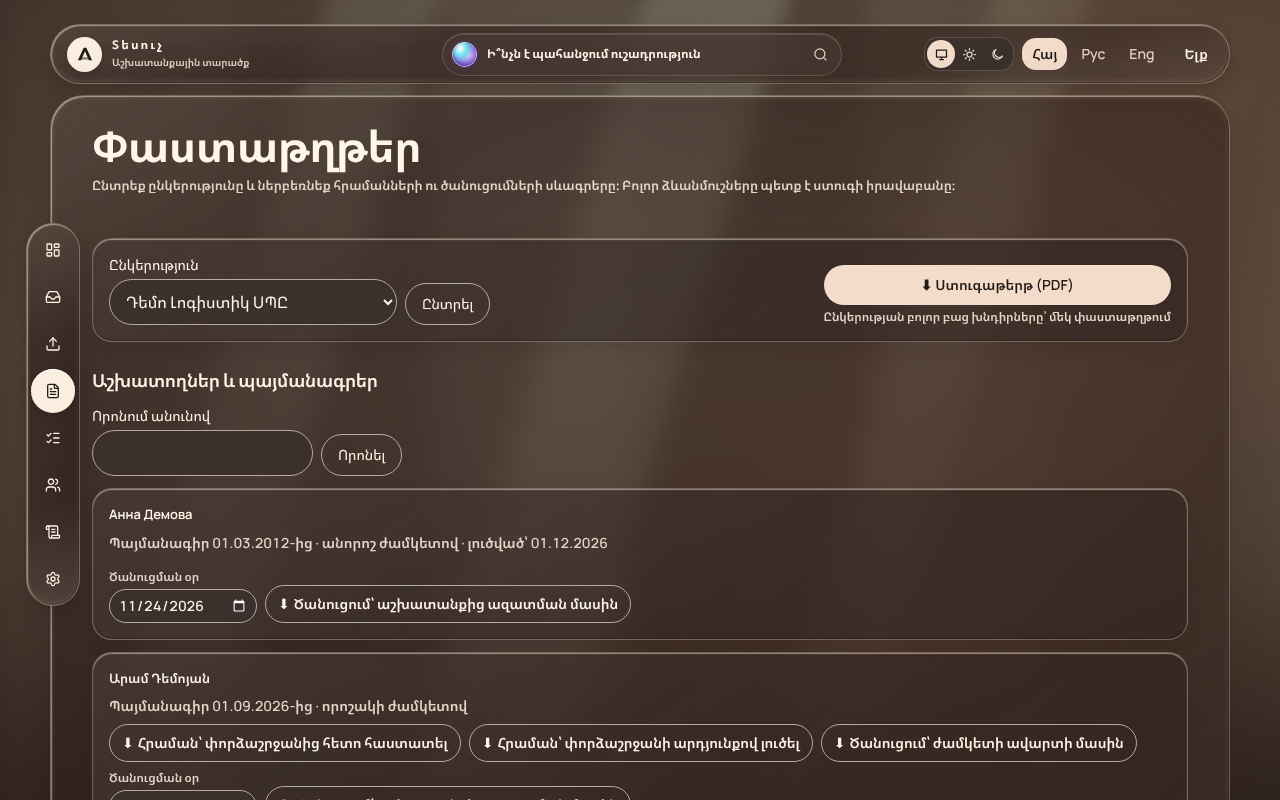 Տեսուչ
Աշխատանքային տարածք
Ի՞նչն է պահանջում ուշադրություն
Հայ
Рус
Eng
Ելք
Փաստաթղթեր
Ընտրեք ընկերությունը և ներբեռնեք հրամանների ու ծանուցումների սևագրերը: Բոլոր ձևանմուշները պետք է ստուգի իրավաբանը:
Ընկերություն
Դեմո Լոգիստիկ ՍՊԸ
Ընտրել
⬇ Ստուգաթերթ (PDF)
Ընկերության բոլոր բաց խնդիրները՝ մեկ փաստաթղթում
Աշխատողներ և պայմանագրեր
Որոնում անունով
Որոնել
Анна Демова
Պայմանագիր 01.03.2012-ից · անորոշ ժամկետով · լուծված՝ 01.12.2026
Ծանուցման օր
11/24/2026
⬇ Ծանուցում՝ աշխատանքից ազատման մասին
Արամ Դեմոյան
Պայմանագիր 01.09.2026-ից · որոշակի ժամկետով
⬇ Հրաման՝ փորձաշրջանից հետո հաստատել
⬇ Հրաման՝ փորձաշրջանի արդյունքով լուծել
⬇ Ծանուցում՝ ժամկետի ավարտի մասին
Ծանուցման օր